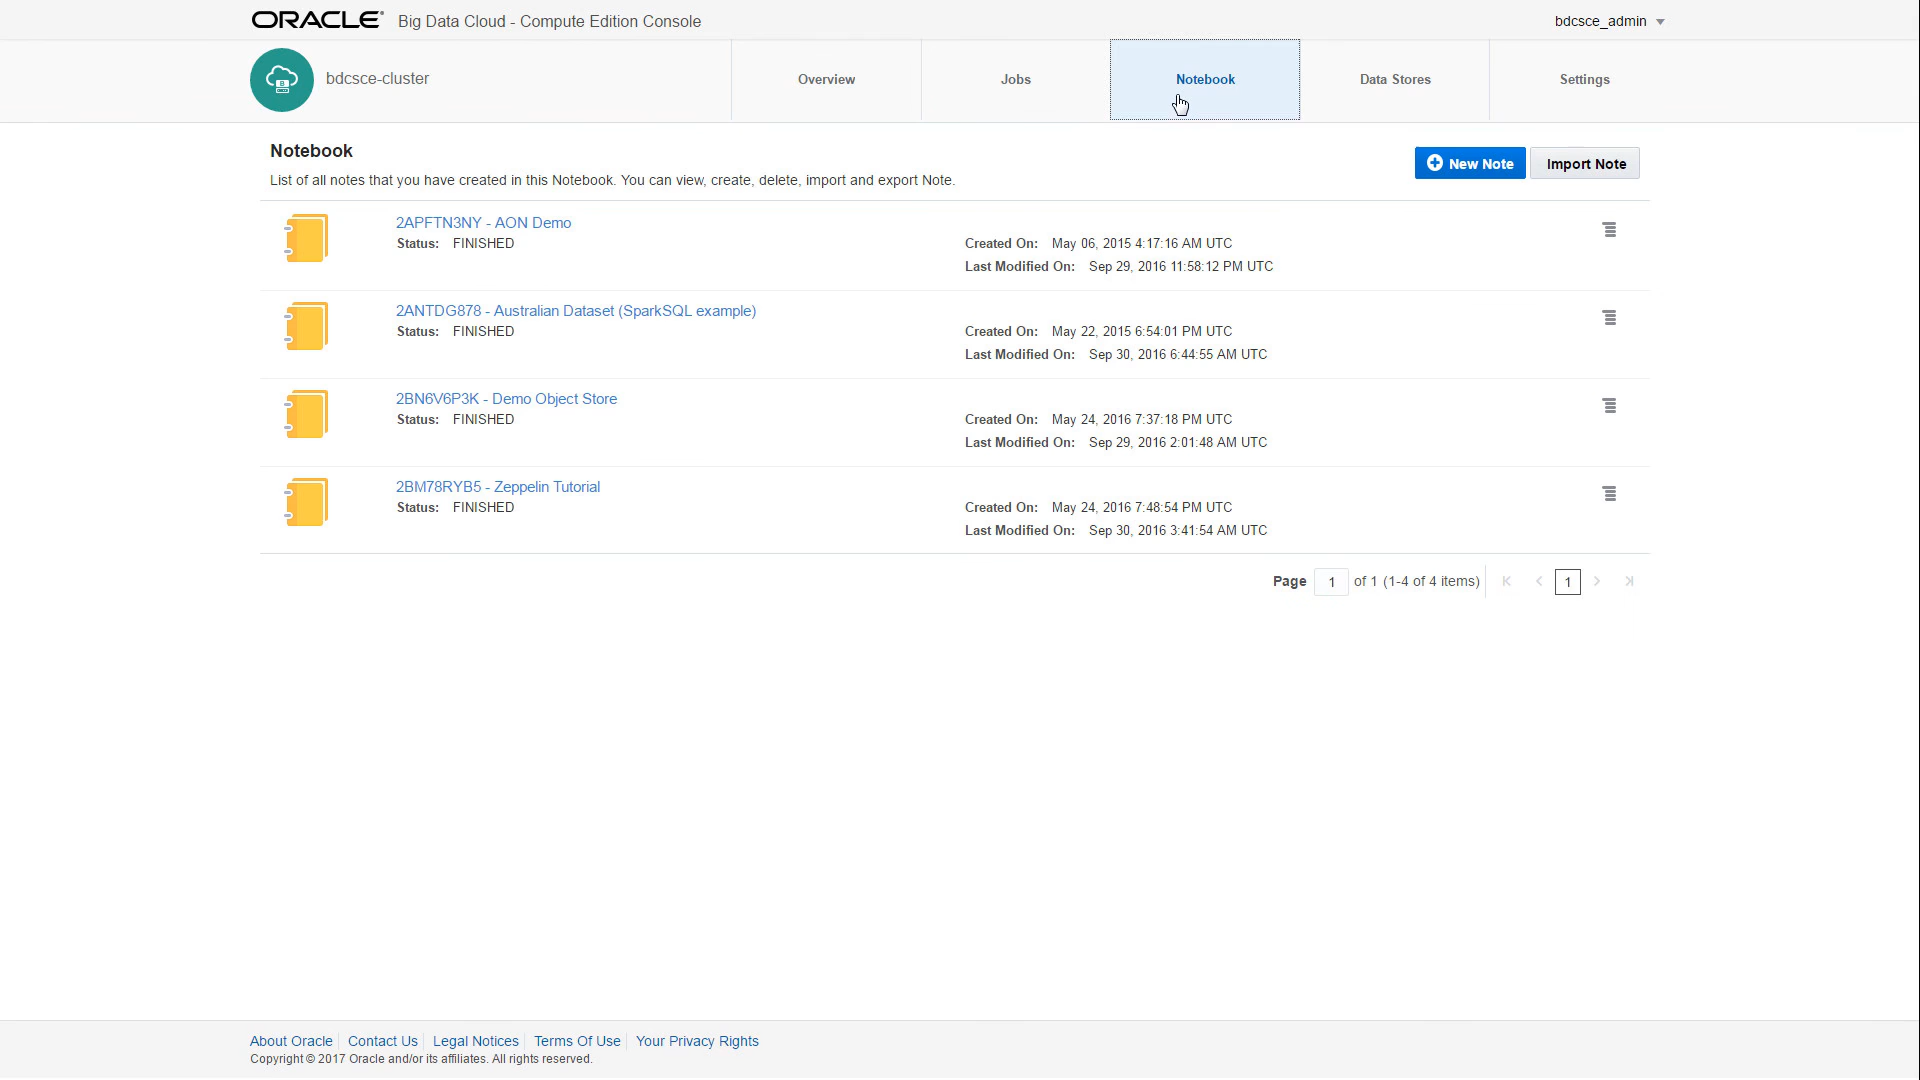 ORACLE Big Data Cloud - Compute Edition Console bdcsce_admin
bdcsce-cluster Overview Jobs Notebook Data Stores Settings
Notebook
New Note Import Note
List of all notes that you have created in this Notebook. You can view, create, delete, import and export Note.
2APFTN3NY - AON Demo
Status: FINISHED Created On: May 06, 2015 4:17:16 AM UTC
Last Modified On: Sep 29, 2016 11:58:12 PM UTC
2ANTDG878 - Australian Dataset (SparkSQL example)
Status: FINISHED Created On: May 22, 2015 6:54:01 PM UTC
Last Modified On: Sep 30, 2016 6:44:55 AM UTC
2BN6V6P3K - Demo Object Store
Status: FINISHED Created On: May 24, 2016 7:37:18 PM UTC
Last Modified On: Sep 29, 2016 2:01:48 AM UTC
2BM78RYB5 - Zeppelin Tutorial
Status: FINISHED Created On: May 24, 2016 7:48:54 PM UTC
Last Modified On: Sep 30, 2016 3:41:54 AM UTC
Page 1 of 1 (1-4 of 4 items) 1
About Oracle Contact Us Legal Notices Terms Of Use Your Privacy Rights
Copyright © 2017 Oracle and/or its affiliates. All rights reserved.